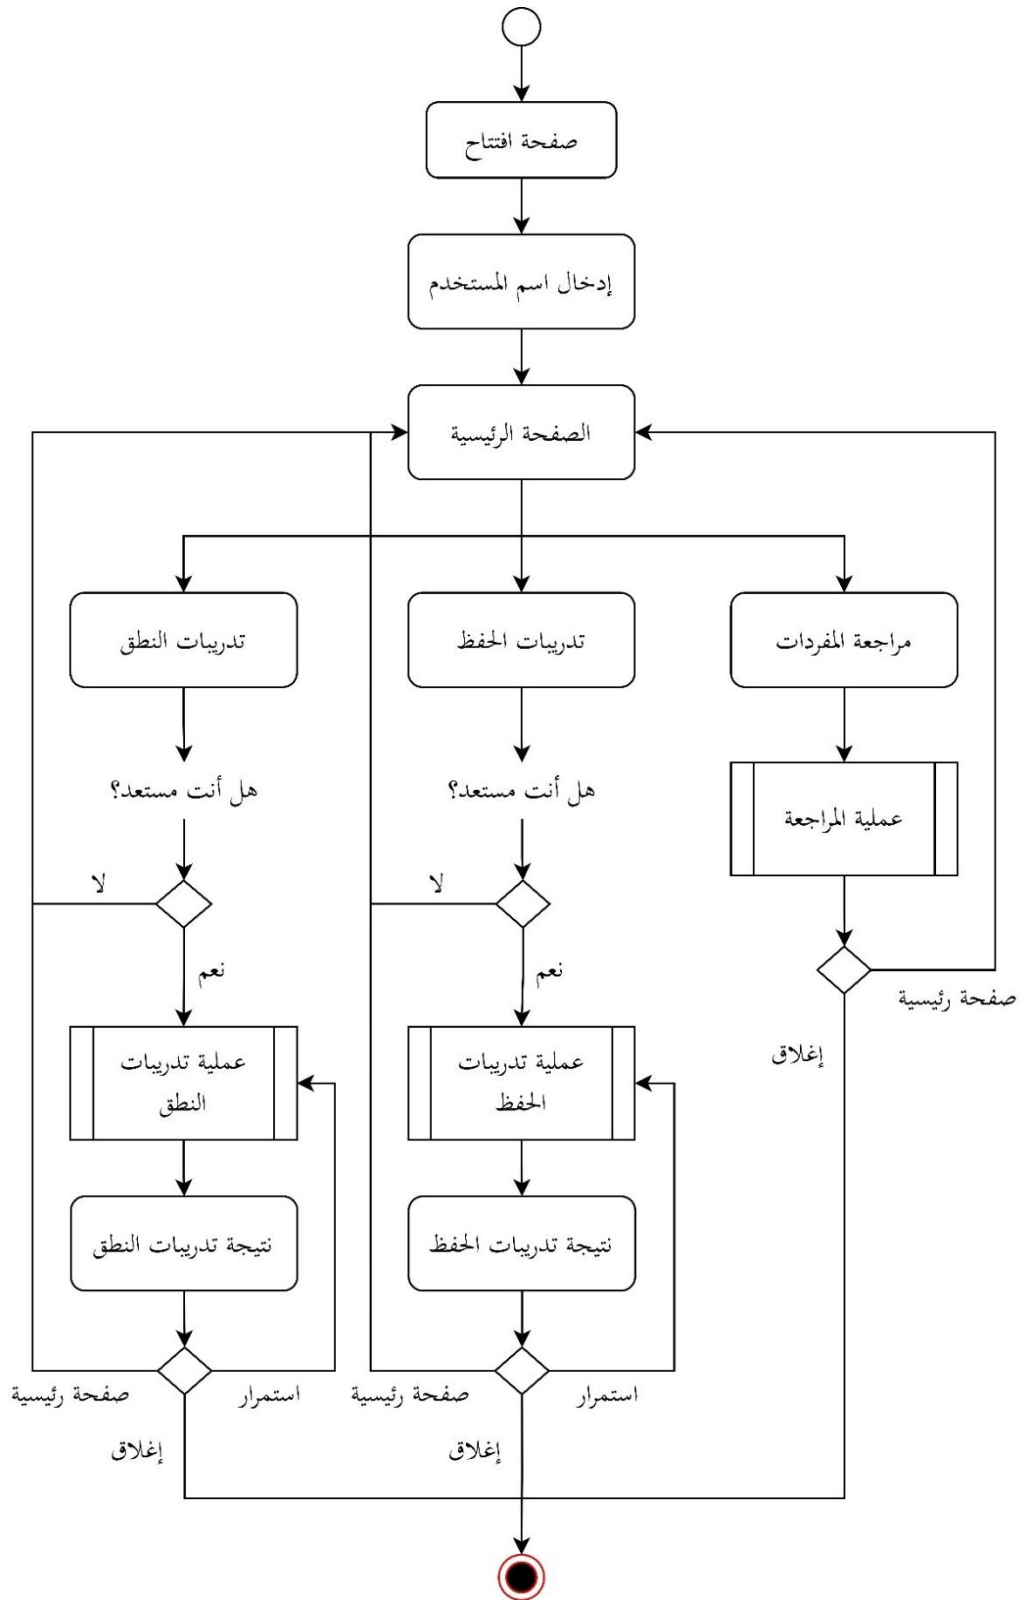 صفحة افتتاح
إدخال اسم المستخدم
الصفحة الرئيسية
مراجعة المفردات
تدريبات الحفظ
تدريبات النطق
عملية المراجعة
هل أنت مستعد؟
هل أنت مستعد؟
لا
لا
نعم
نعم
صفحة رئيسية
إغلاق
عملية تدريبات
الحفظ
عملية تدريبات
النطق
نتيجة تدريبات الحفظ
نتيجة تدريبات النطق
استمرار
صفحة رئيسية
استمرار
صفحة رئيسية
إغلاق
إغلاق